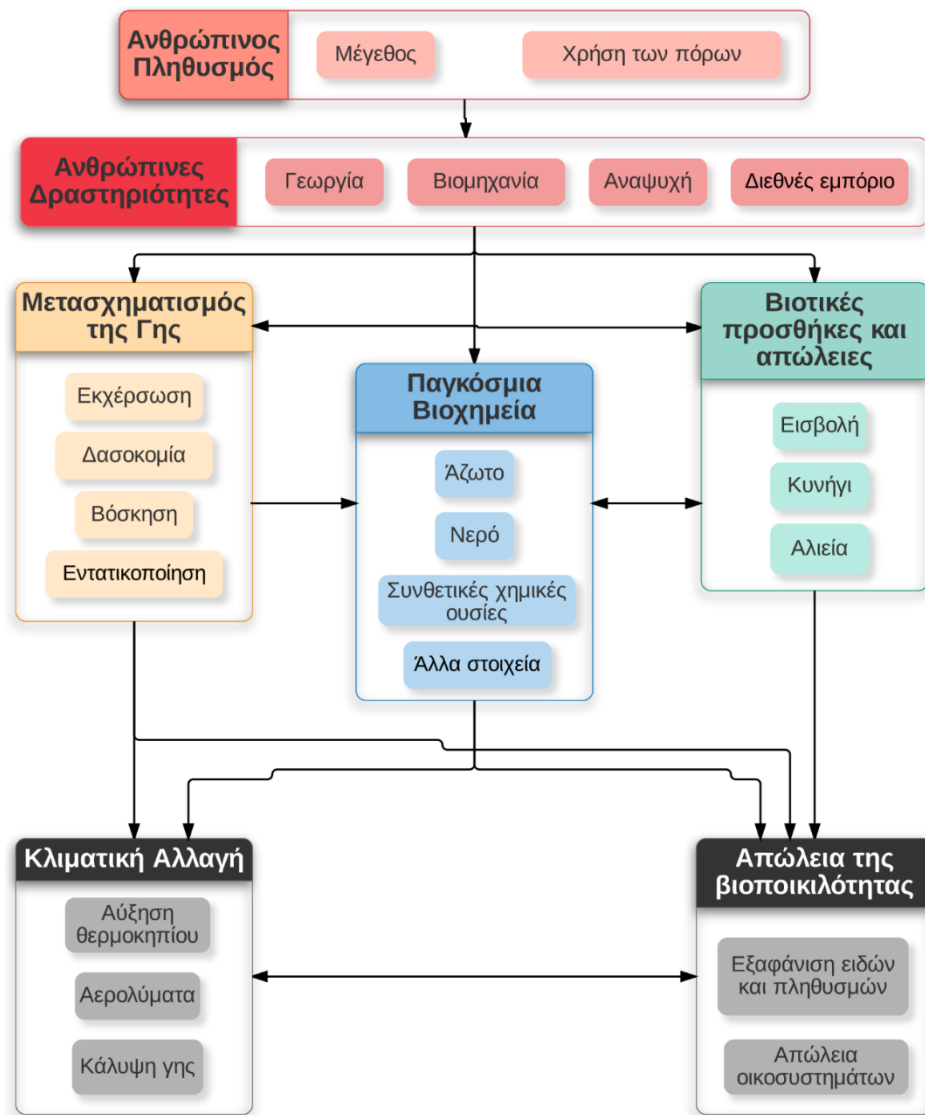 Ανθρώπινος
Πληθυσμός
Μέγεθος
Χρήση των πόρων
Ανθρώπινες
Δραστηριότητες
Γεωργία
Βιομηχανία
Αναψυχή
Διεθνές εμπόριο
Μετασχηματισμός
της Γης
Εκχέρσωση
Δασοκομία
Βόσκηση
Εντατικοποίηση
Παγκόσμια
Βιοχημεία
Άζωτο
Νερό
Συνθετικές χημικές
ουσίες
Άλλα στοιχεία
Βιοτικές
προσθήκες και
απώλειες
Εισβολή
Κυνήγι
Αλιεία
Κλιματική Αλλαγή
Αύξηση
θερμοκηπίου
Αερολύματα
Κάλυψη γης
Απώλεια της
βιοποικιλότητας
Εξαφάνιση ειδών
και πληθυσμών
Απώλεια
οικοσυστημάτων